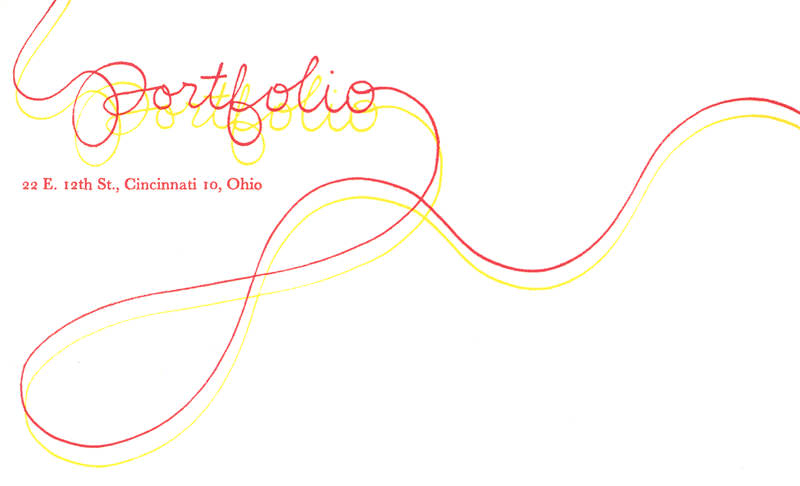 Portfolio
22 E. 12th St., Cincinnati 10, Ohio